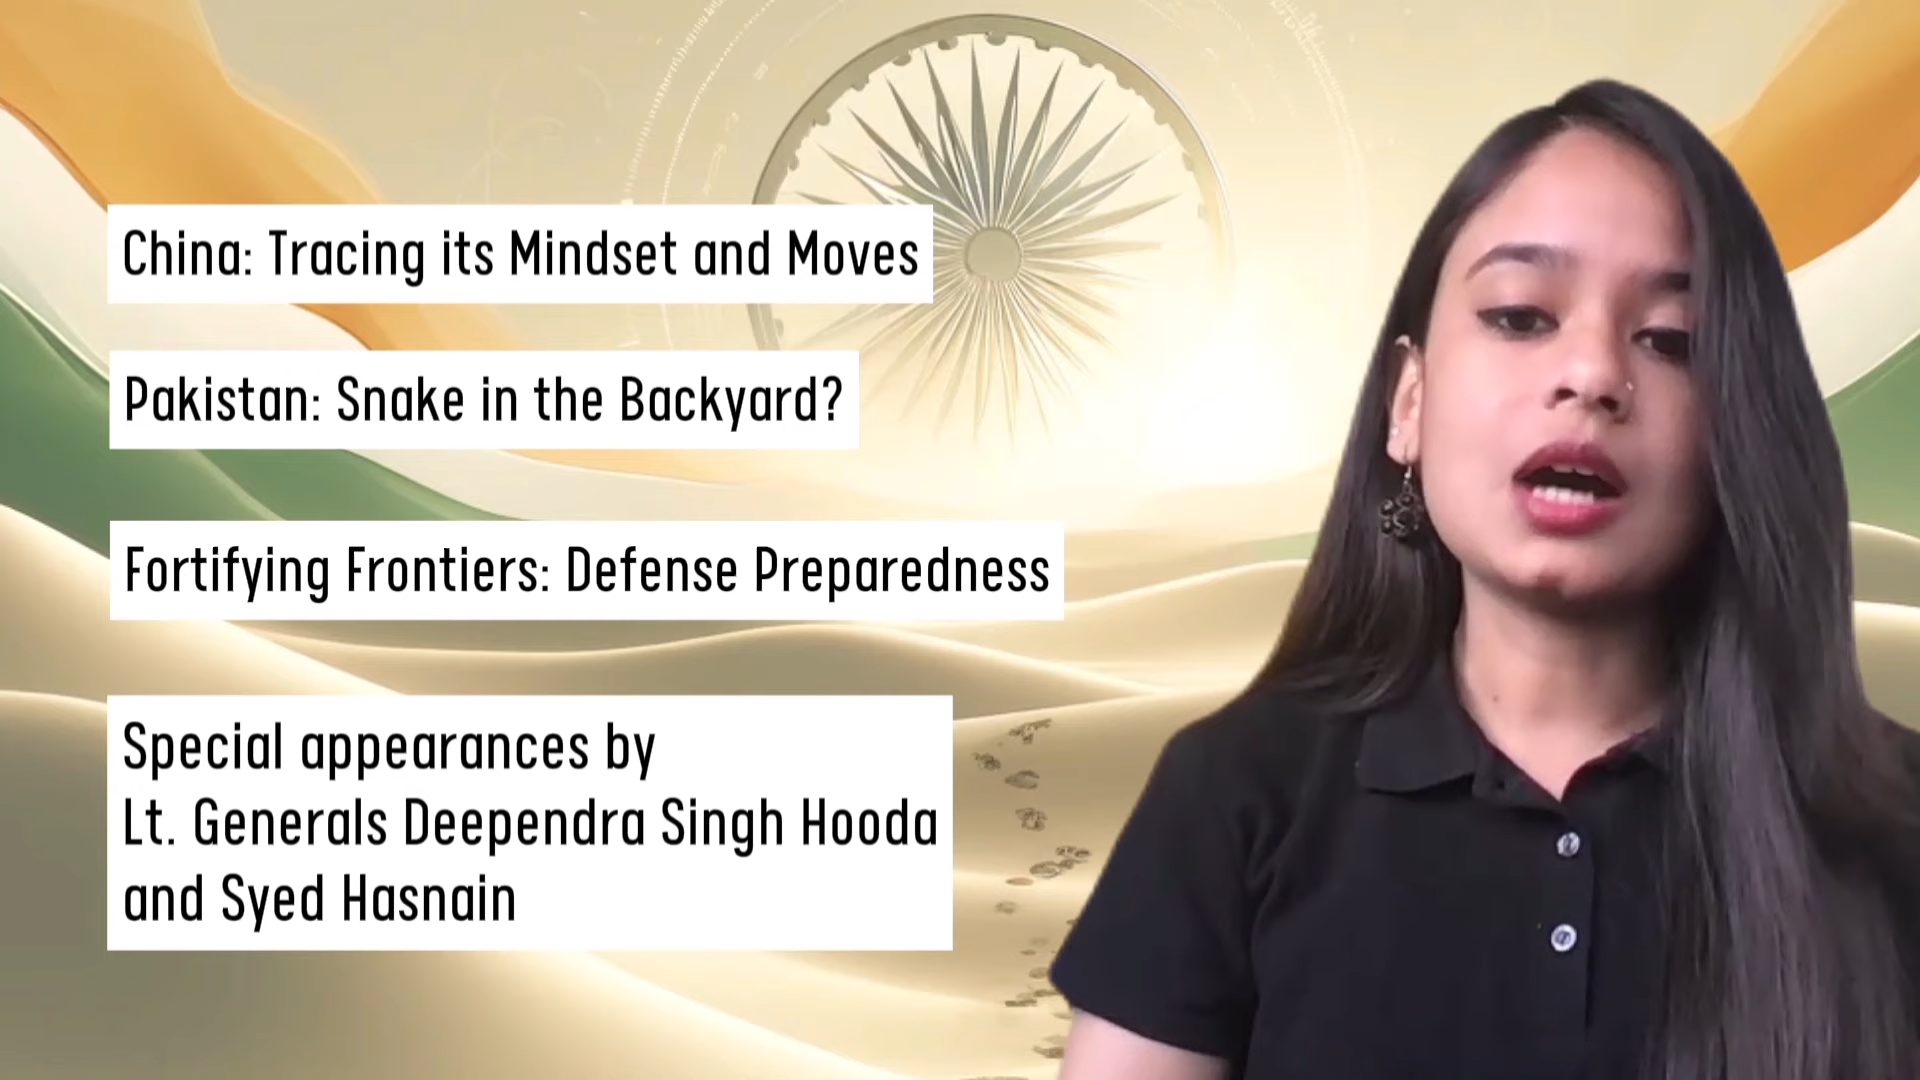 China: Tracing its Mindset and Moves
Pakistan: Snake in the Backyard?
Fortifying Frontiers: Defense Preparedness
Special appearances by
Lt. Generals Deependra Singh Hooda
and Syed Hasnain